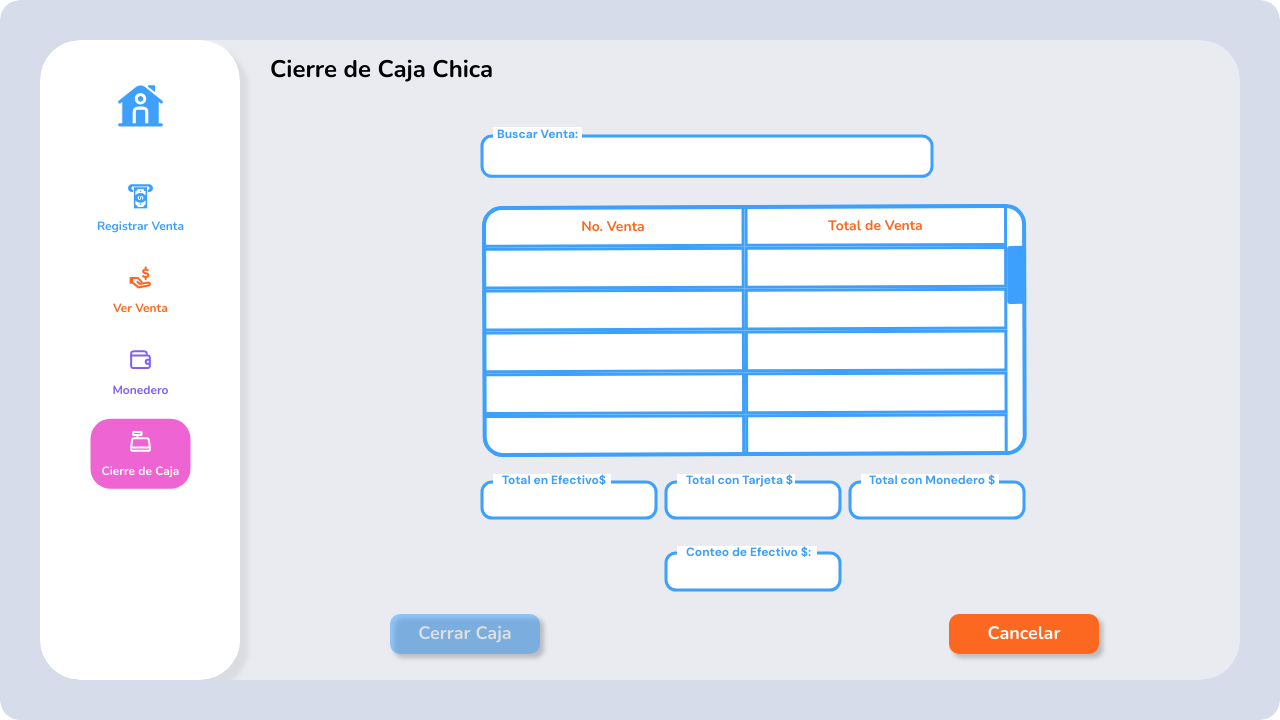 Cierre de Caja Chica
Registrar Venta
Ver Venta
Monedero
Cierre de Caja
Buscar Venta:
No. Venta
Total de Venta
Total en Efectivo$
Total con Tarjeta $
Total con Monedero $
Conteo de Efectivo $:
Cerrar Caja
Cancelar